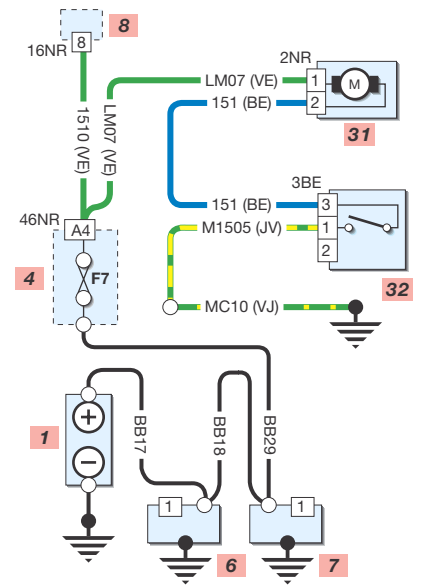 8
16NR
8
2NR
LM07 (VE)
1
M
151 (BE)
2
31
1510 (VE)
LM07 (VE)
3BE
151 (BE)
3
M1505 (JV)
1
2
32
46NR
A4
4
F7
MC10 (VJ)
1
+
−
BB17
BB18
BB29
1
6
1
7